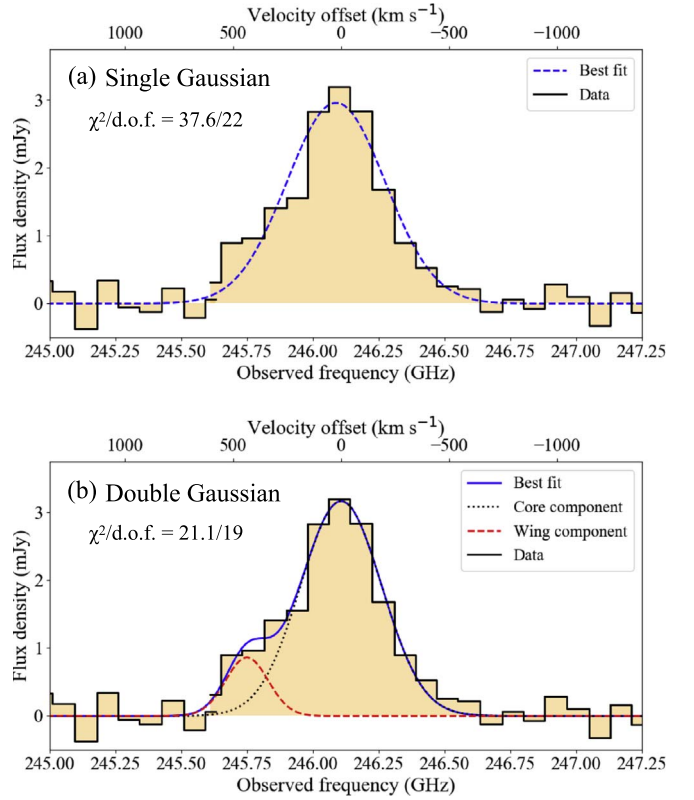 Velocity offset (km s⁻¹)
1000 500 0 −500 −1000
(a) Single Gaussian
χ²/d.o.f. = 37.6/22
Best fit
Data
Flux density (mJy)
3
2
1
0
245.00 245.25 245.50 245.75 246.00 246.25 246.50 246.75 247.00 247.25
Observed frequency (GHz)
Velocity offset (km s⁻¹)
1000 500 0 −500 −1000
(b) Double Gaussian
χ²/d.o.f. = 21.1/19
Best fit
Core component
Wing component
Data
Flux density (mJy)
3
2
1
0
245.00 245.25 245.50 245.75 246.00 246.25 246.50 246.75 247.00 247.25
Observed frequency (GHz)